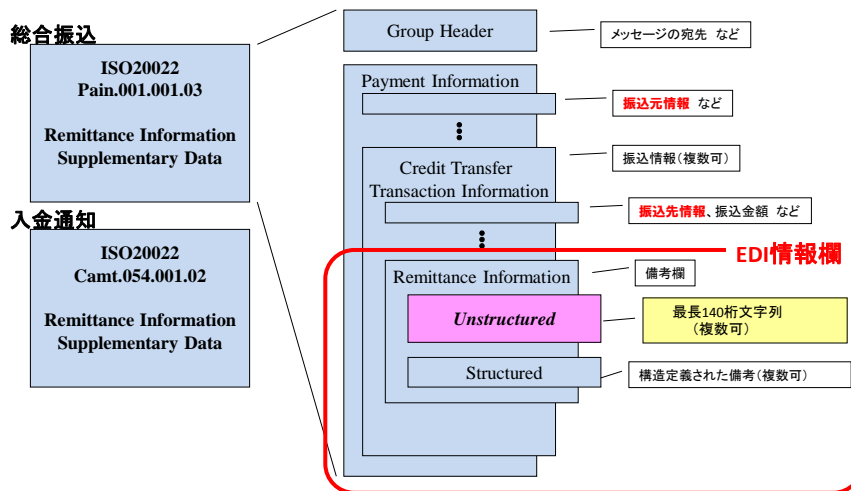 総合振込
ISO20022
Pain.001.001.03
Remittance Information
Supplementary Data
入金通知
ISO20022
Camt.054.001.02
Remittance Information
Supplementary Data
Group Header
メッセージの宛先 など
Payment Information
振込元情報 など
Credit Transfer
Transaction Information
振込情報(複数可)
振込先情報、振込金額 など
EDI情報欄
Remittance Information
備考欄
Unstructured
最長140桁文字列
(複数可)
Structured
構造定義された備考(複数可)